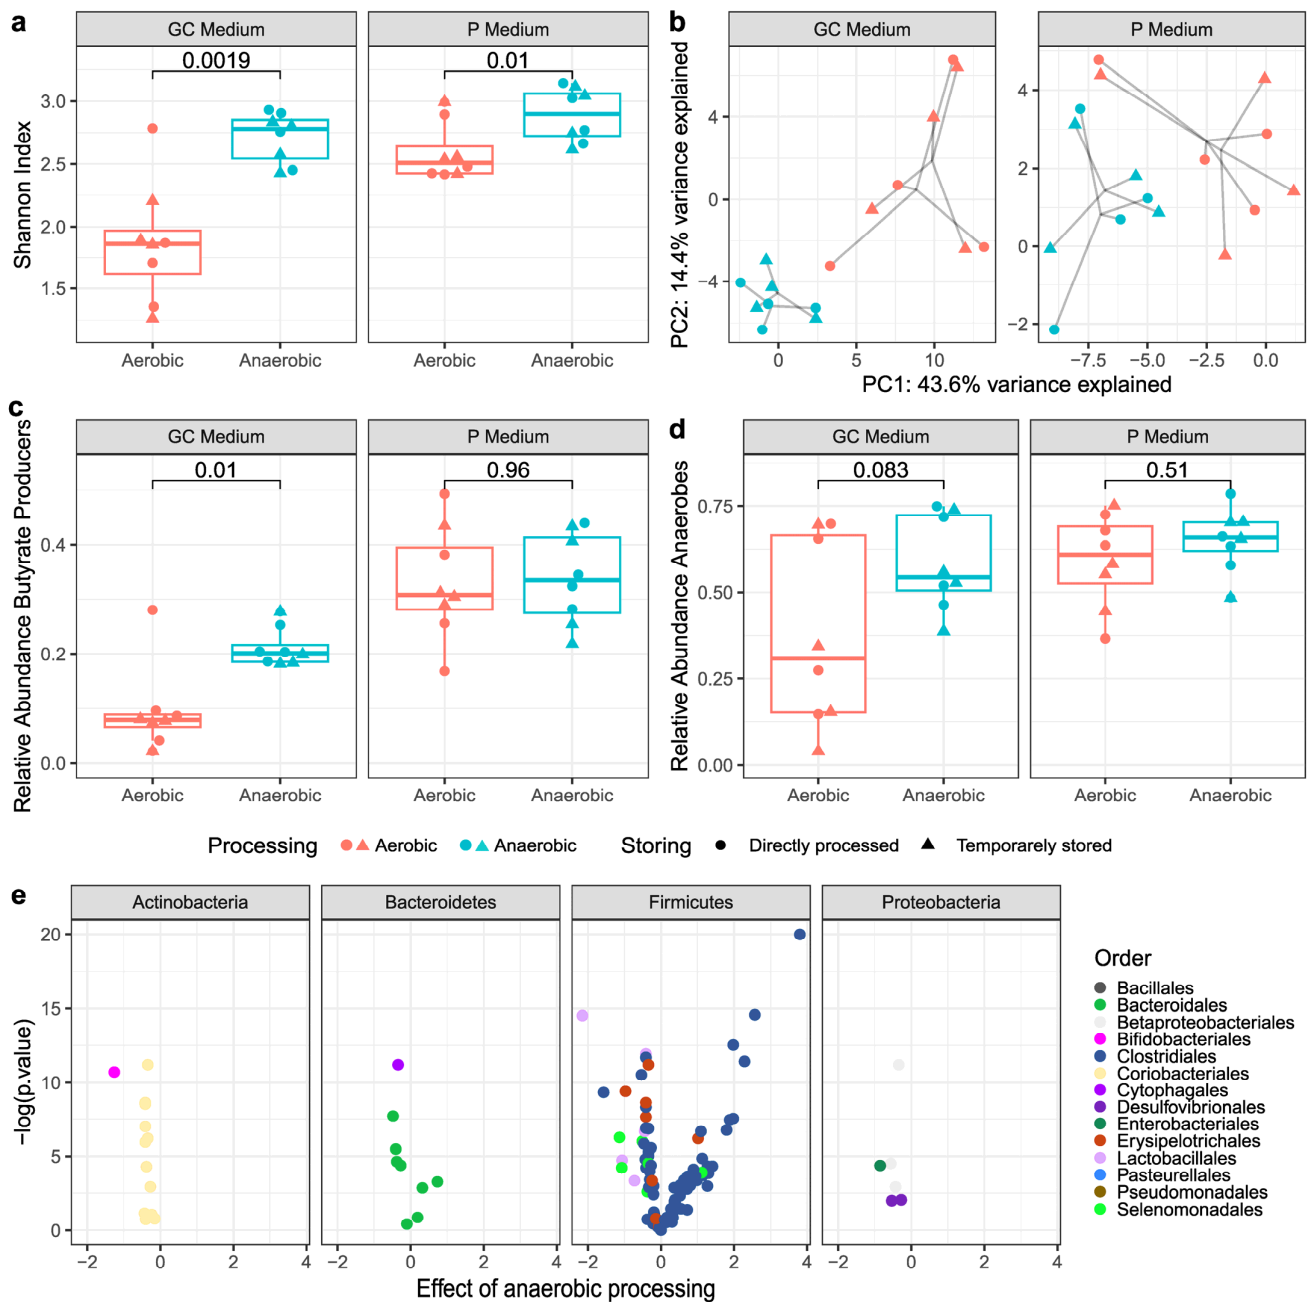 a
GC Medium
P Medium
0.0019
0.01
Shannon Index
3.0
2.5
2.0
1.5
Aerobic
Anaerobic
Aerobic
Anaerobic
b
GC Medium
P Medium
PC2: 14.4% variance explained
4
0
−4
4
2
0
−2
0
5
10
−7.5
−5.0
−2.5
0.0
PC1: 43.6% variance explained
c
GC Medium
P Medium
0.01
0.96
Relative Abundance Butyrate Producers
0.4
0.2
0.0
Aerobic
Anaerobic
Aerobic
Anaerobic
d
GC Medium
P Medium
0.083
0.51
Relative Abundance Anaerobes
0.75
0.50
0.25
0.00
Aerobic
Anaerobic
Aerobic
Anaerobic
Processing
Aerobic
Anaerobic
Storing
Directly processed
Temporarely stored
e
Actinobacteria
Bacteroidetes
Firmicutes
Proteobacteria
−log(p.value)
20
15
10
5
0
−2
0
2
4
−2
0
2
4
−2
0
2
4
−2
0
2
4
Effect of anaerobic processing
Order
Bacillales
Bacteroidales
Betaproteobacteriales
Bifidobacteriales
Clostridiales
Coriobacteriales
Cytophagales
Desulfovibrionales
Enterobacteriales
Erysipelotrichales
Lactobacillales
Pasteurellales
Pseudomonadales
Selenomonadales